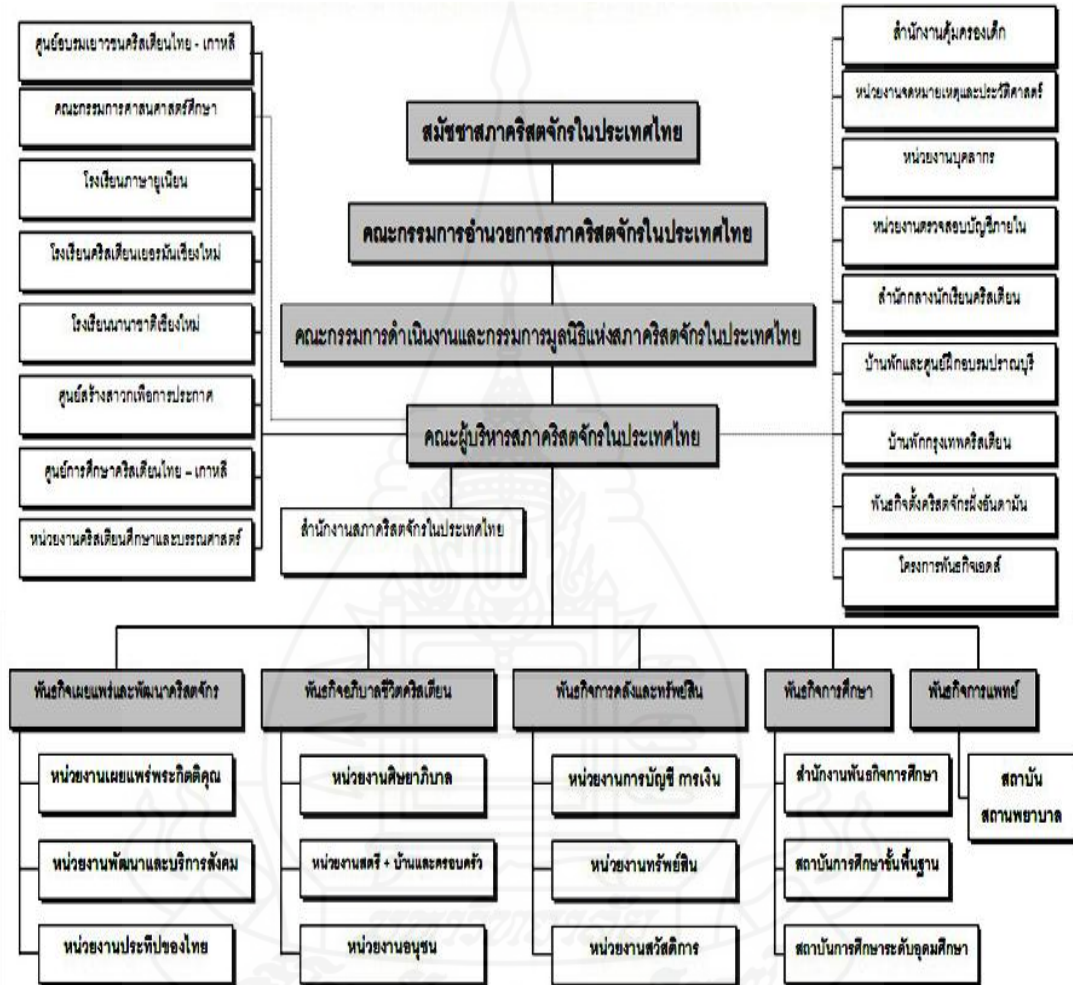 ศูนย์อบรมเยาวชนคริสเตียนไทย - เกาหลี
คณะกรรมการศาสนศาสตร์ศึกษา
โรงเรียนภาษายูเนียน
โรงเรียนคริสเตียนเยอรมันเชียงใหม่
โรงเรียนนานาชาติเชียงใหม่
ศูนย์สร้างสาวกเพื่อการประกาศ
ศูนย์การศึกษาคริสเตียนไทย – เกาหลี
หน่วยงานคริสเตียนศึกษาและบรรณศาสตร์
สมัชชาสภาคริสตจักรในประเทศไทย
คณะกรรมการอำนวยการสภาคริสตจักรในประเทศไทย
คณะกรรมการดำเนินงานและกรรมการมูลนิธิแห่งสภาคริสตจักรในประเทศไทย
คณะผู้บริหารสภาคริสตจักรในประเทศไทย
สำนักงานสภาคริสตจักรในประเทศไทย
สำนักงานคุ้มครองเด็ก
หน่วยงานจดหมายเหตุและประวัติศาสตร์
หน่วยงานบุคลากร
หน่วยงานตรวจสอบบัญชีภายใน
สำนักกลางนักเรียนคริสเตียน
บ้านพักและศูนย์ฝึกอบรมปราณบุรี
บ้านพักกรุงเทพคริสเตียน
พันธกิจตั้งคริสตจักรฝั่งอันดามัน
โครงการพันธกิจเอดส์
พันธกิจเผยแพร่และพัฒนาคริสตจักร
หน่วยงานเผยแพร่พระกิตติคุณ
หน่วยงานพัฒนาและบริการสังคม
หน่วยงานประทีปของไทย
พันธกิจอภิบาลชีวิตคริสเตียน
หน่วยงานศิษยาภิบาล
หน่วยงานสตรี + บ้านและครอบครัว
หน่วยงานอนุชน
พันธกิจการคลังและทรัพย์สิน
หน่วยงานการบัญชี การเงิน
หน่วยงานทรัพย์สิน
หน่วยงานสวัสดิการ
พันธกิจการศึกษา
สำนักงานพันธกิจการศึกษา
สถาบันการศึกษาขั้นพื้นฐาน
สถาบันการศึกษาระดับอุดมศึกษา
พันธกิจการแพทย์
สถาบัน
สถานพยาบาล